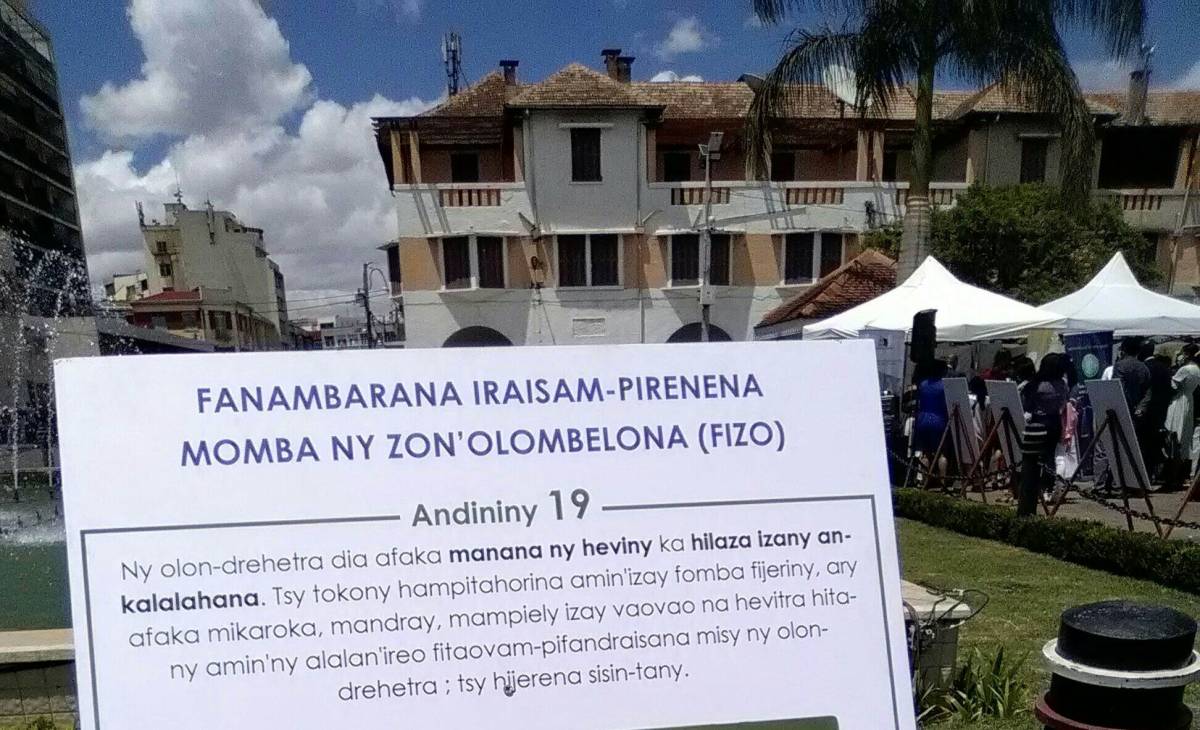 FANAMBARANA IRAISAM-PIRENENA
MOMBA NY ZON'OLOMBELONA (FIZO)
Andininy 19
Ny olon-drehetra dia afaka manana ny heviny ka hilaza izany an-
kalalahana. Tsy tokony hampitahorina amin'izay fomba fijeriny, ary
afaka mikaroka, mandray, mampiely izay vaovao na hevitra hita-
ny amin'ny alalan'ireo fitaovam-pifandraisana misy ny olon-
drehetra ; tsy hijerena sisin-tany.